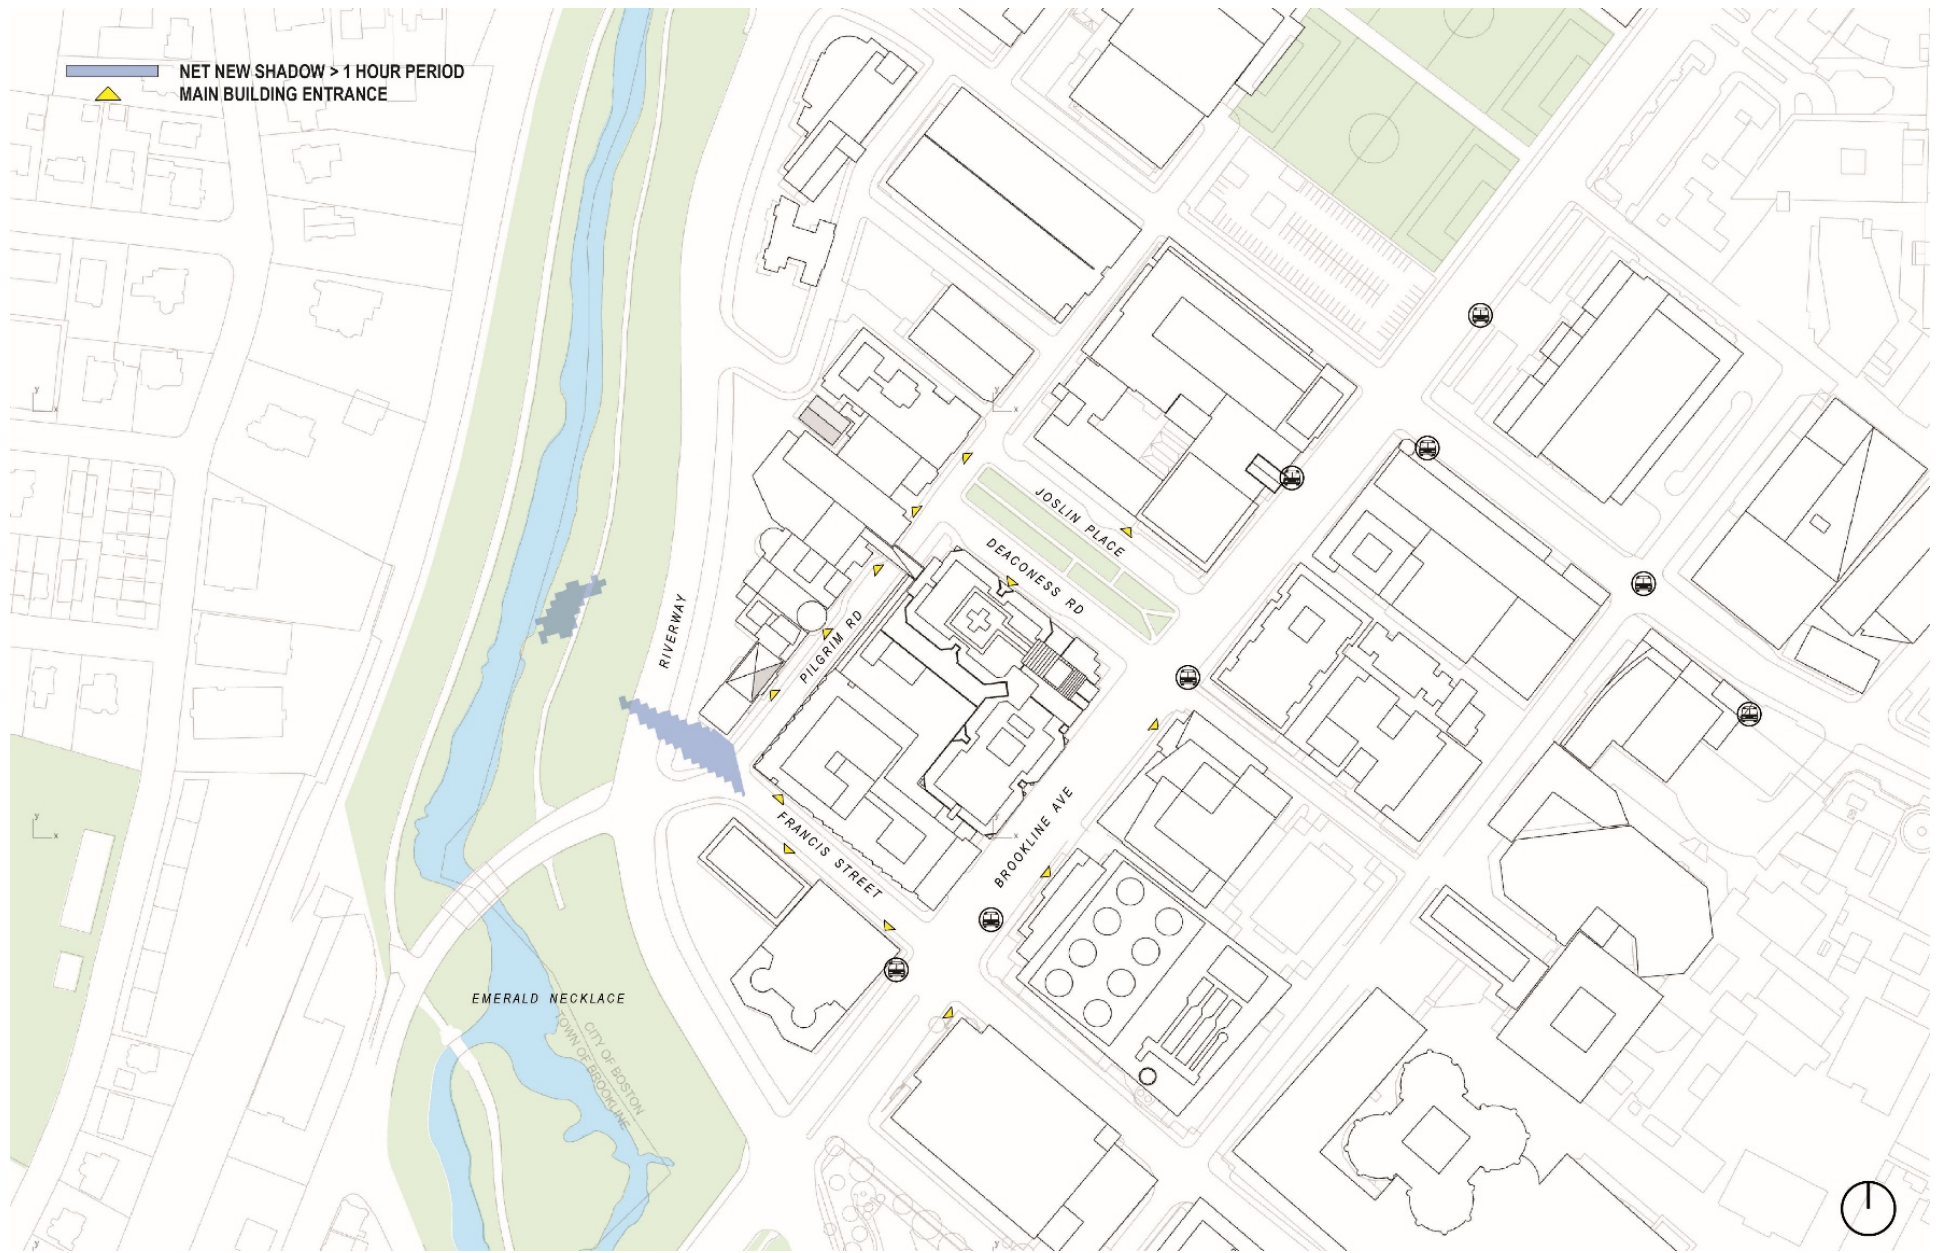 NET NEW SHADOW > 1 HOUR PERIOD
MAIN BUILDING ENTRANCE
JOSLIN PLACE
DEACONESS RD
RIVERWAY
PILGRIM RD
FRANCIS STREET
BROOKLINE AVE
EMERALD NECKLACE
CITY OF BOSTON
TOWN OF BROOKLINE
y
x
y
x
y
x
y
x
y
y